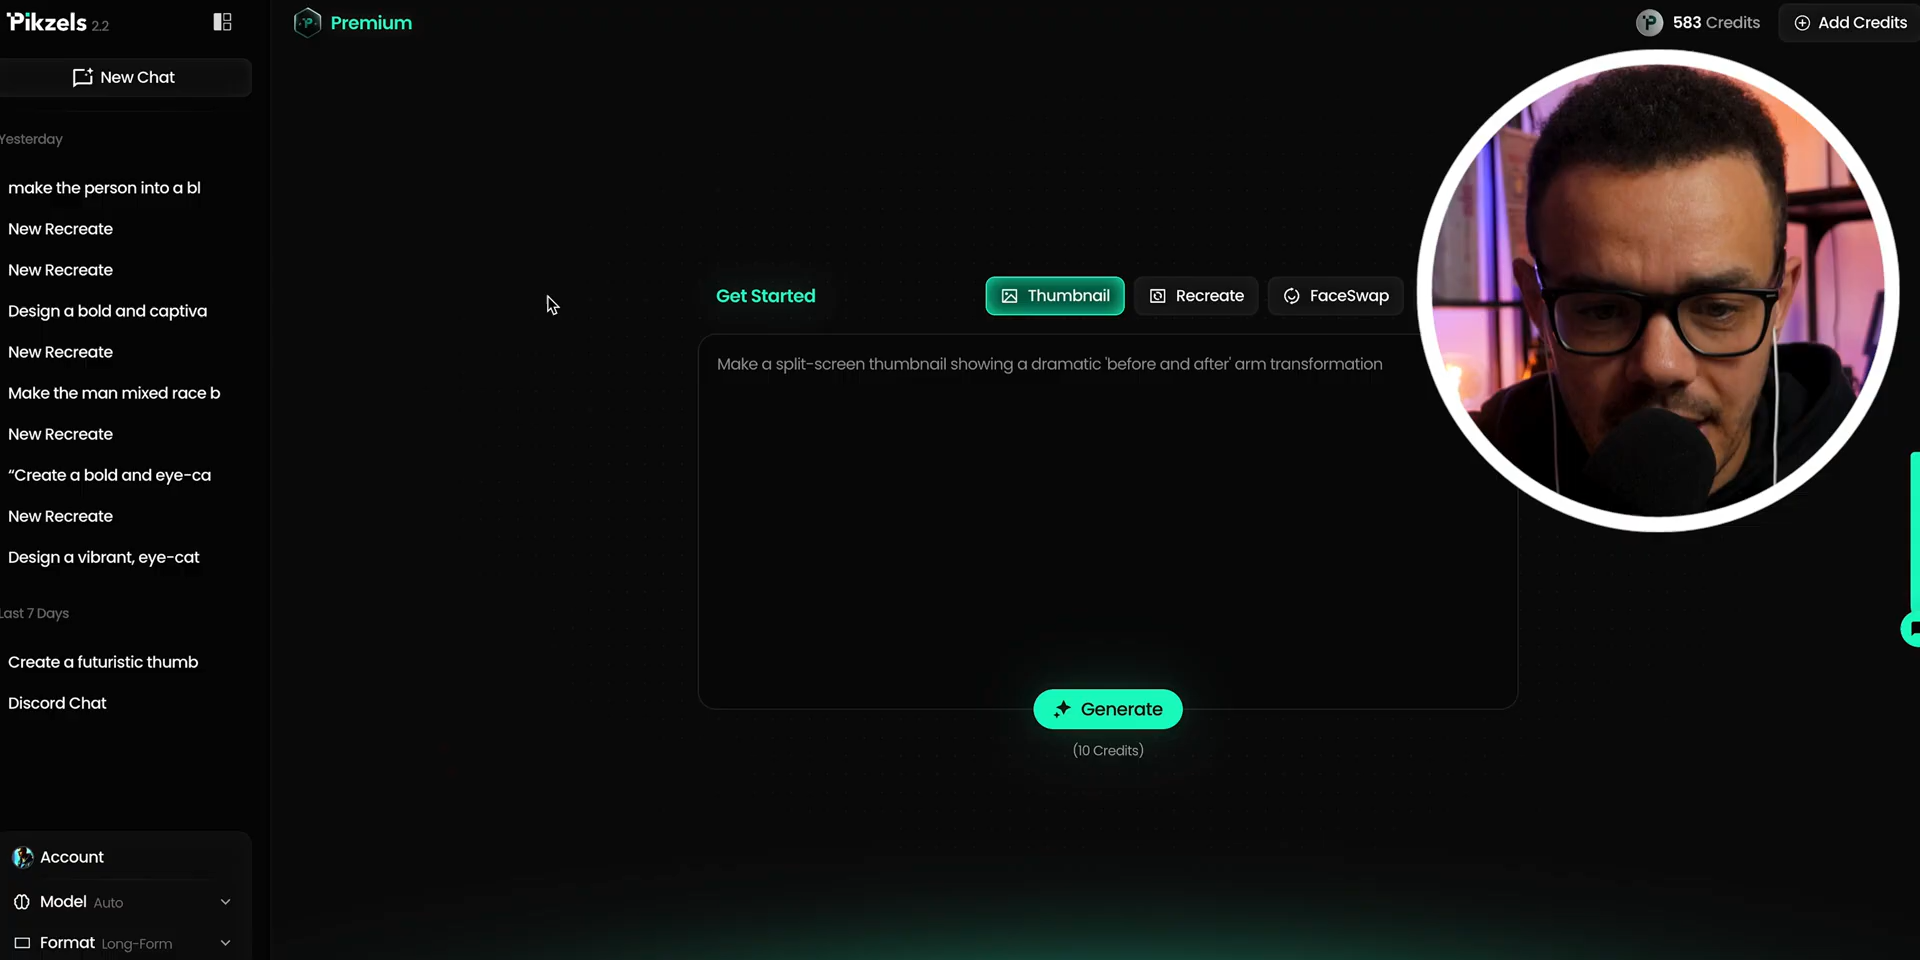 Pikzels 2.2
New Chat
Yesterday
make the person into a bl
New Recreate
New Recreate
Design a bold and captiva
New Recreate
Make the man mixed race b
New Recreate
“Create a bold and eye-ca
New Recreate
Design a vibrant, eye-cat
Last 7 Days
Create a futuristic thumb
Discord Chat
Account
Model Auto
Format Long-Form
Premium
583 Credits
Add Credits
Get Started
Thumbnail
Recreate
FaceSwap
Make a split-screen thumbnail showing a dramatic 'before and after' arm transformation
Generate
(10 Credits)